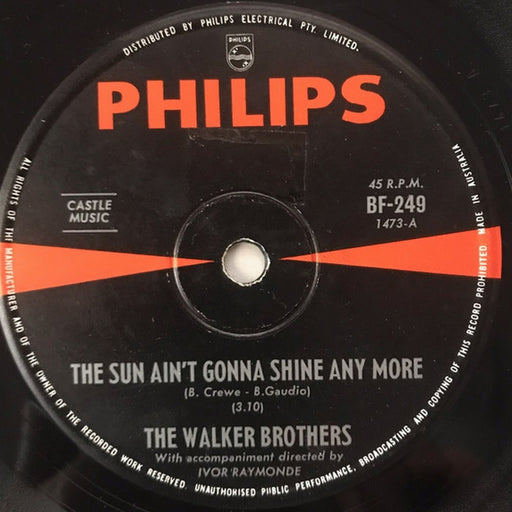 DISTRIBUTED BY PHILIPS ELECTRICAL PTY. LIMITED.
PHILIPS
PHILIPS
CASTLE
MUSIC
45 R.P.M.
BF-249
1473-A
THE SUN AIN'T GONNA SHINE ANY MORE
(B. Crewe - B.Gaudio)
(3.10)
THE WALKER BROTHERS
With accompaniment directed by
IVOR RAYMONDE
ALL RIGHTS OF THE MANUFACTURER AND OF THE OWNER OF THE RECORDED WORK RESERVED. UNAUTHORISED PUBLIC PERFORMANCE, BROADCASTING AND COPYING OF THIS RECORD PROHIBITED MADE IN AUSTRALIA